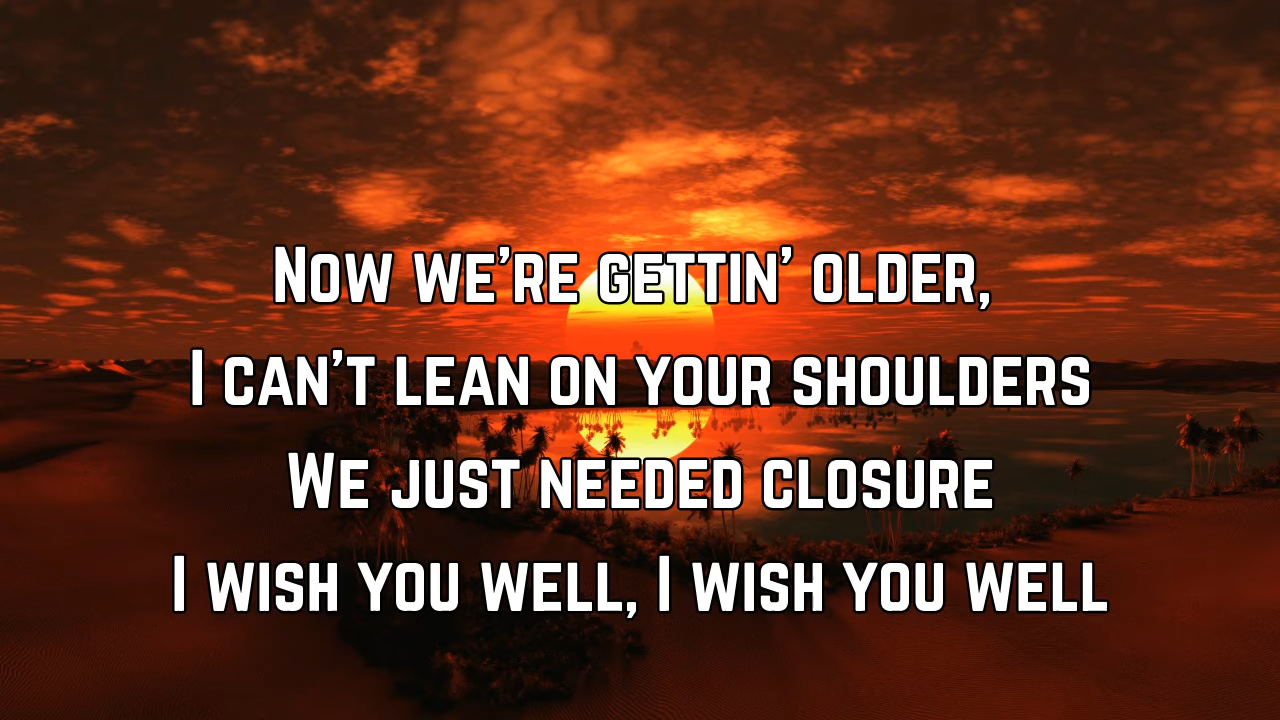 Now we're gettin' older,
I can't lean on your shoulders
We just needed closure
I wish you well, I wish you well